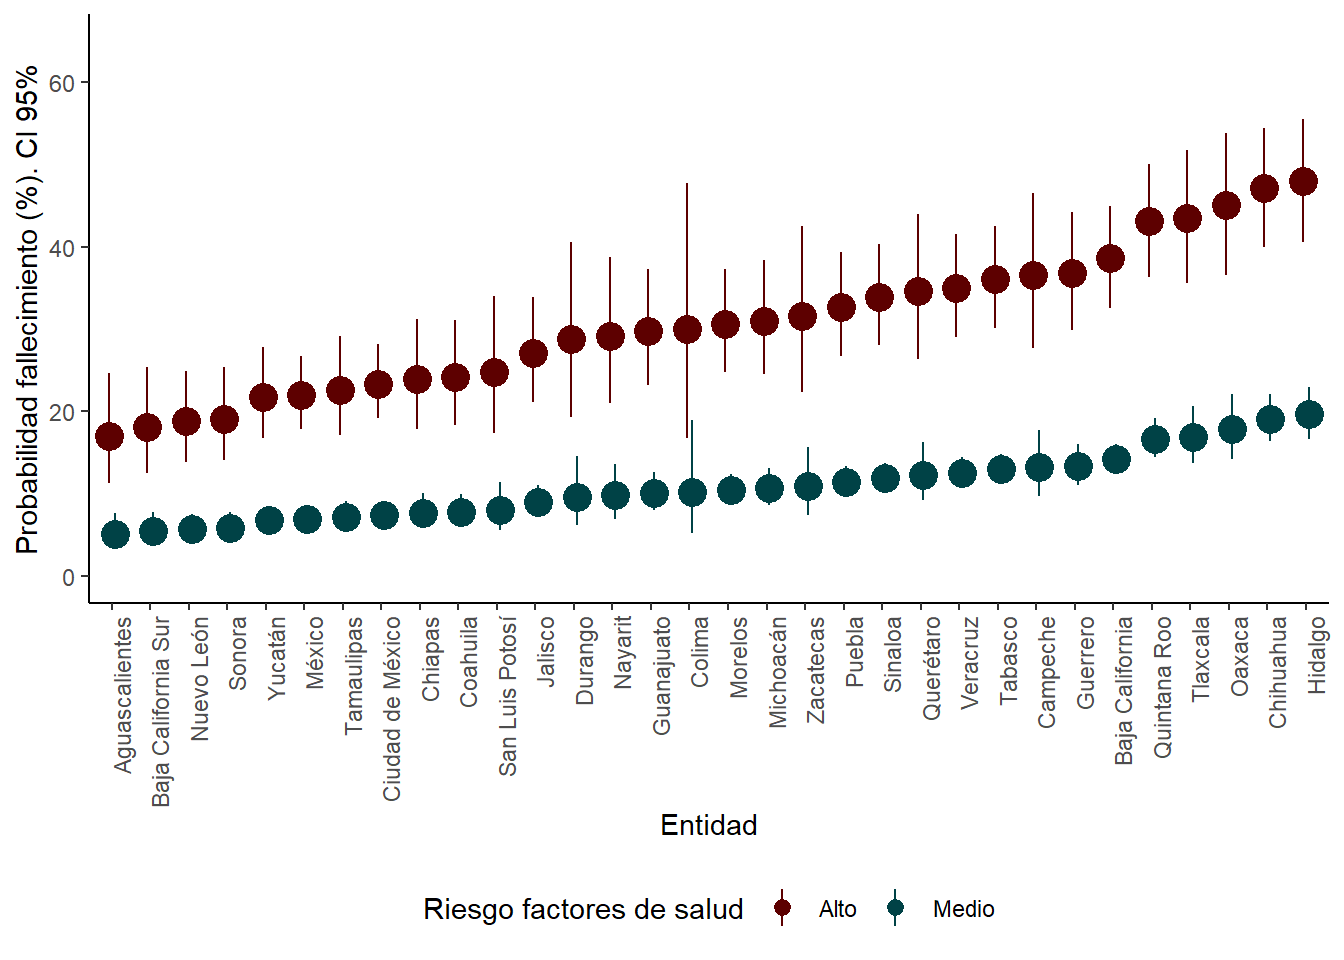 Probabilidad fallecimiento (%). CI 95%
60
40
20
0
Aguascalientes
Baja California Sur
Nuevo León
Sonora
Yucatán
México
Tamaulipas
Ciudad de México
Chiapas
Coahuila
San Luis Potosí
Jalisco
Durango
Nayarit
Guanajuato
Colima
Morelos
Michoacán
Zacatecas
Puebla
Sinaloa
Querétaro
Veracruz
Tabasco
Campeche
Guerrero
Baja California
Quintana Roo
Tlaxcala
Oaxaca
Chihuahua
Hidalgo
Entidad
Riesgo factores de salud Alto Medio